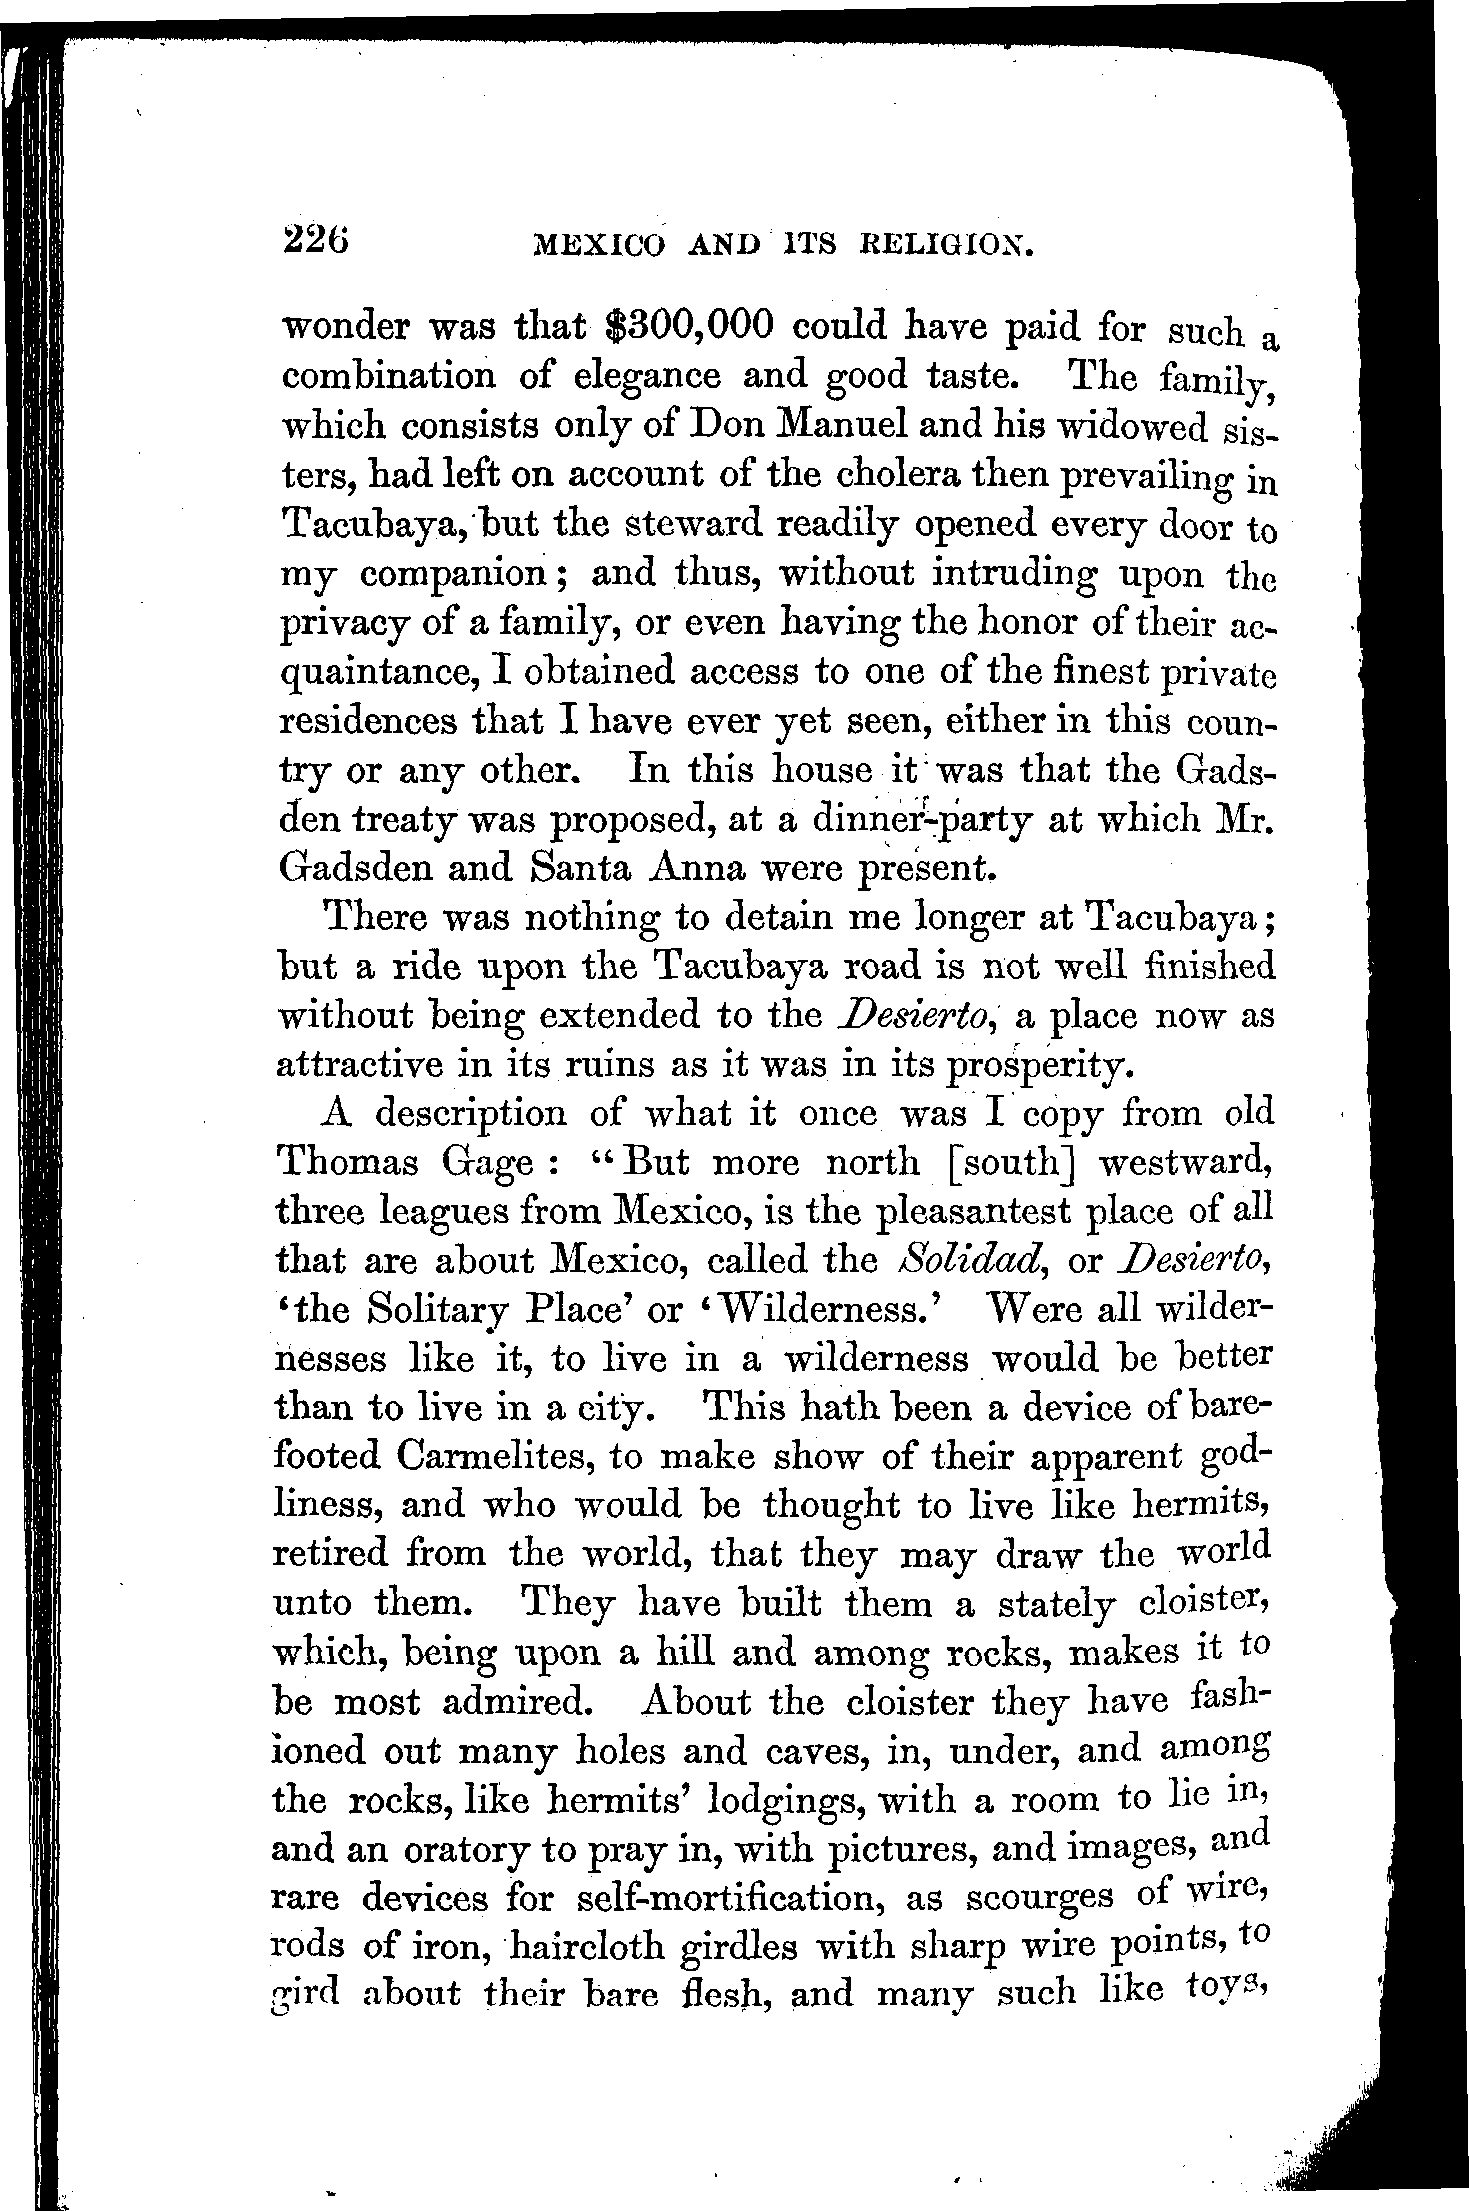 226 MEXICO AND ITS RELIGION.
wonder was that $300,000 could have paid for such a
combination of elegance and good taste. The family,
which consists only of Don Manuel and his widowed sis-
ters, had left on account of the cholera then prevailing in
Tacubaya, but the steward readily opened every door to
my companion; and thus, without intruding upon the
privacy of a family, or even having the honor of their ac-
quaintance, I obtained access to one of the finest private
residences that I have ever yet seen, either in this coun-
try or any other. In this house it was that the Gads-
den treaty was proposed, at a dinner-party at which Mr.
Gadsden and Santa Anna were present.
There was nothing to detain me longer at Tacubaya;
but a ride upon the Tacubaya road is not well finished
without being extended to the Desierto, a place now as
attractive in its ruins as it was in its prosperity.
A description of what it once was I copy from old
Thomas Gage: "But more north [south] westward,
three leagues from Mexico, is the pleasantest place of all
that are about Mexico, called the Solidad, or Desierto,
'the Solitary Place' or 'Wilderness.' Were all wilder-
nesses like it, to live in a wilderness would be better
than to live in a city. This hath been a device of bare-
footed Carmelites, to make show of their apparent god-
liness, and who would be thought to live like hermits,
retired from the world, that they may draw the world
unto them. They have built them a stately cloister,
which, being upon a hill and among rocks, makes it to
be most admired. About the cloister they have fash-
ioned out many holes and caves, in, under, and among
the rocks, like hermits' lodgings, with a room to lie in,
and an oratory to pray in, with pictures, and images, and
rare devices for self-mortification, as scourges of wire,
rods of iron, haircloth girdles with sharp wire points, to
gird about their bare flesh, and many such like toys,